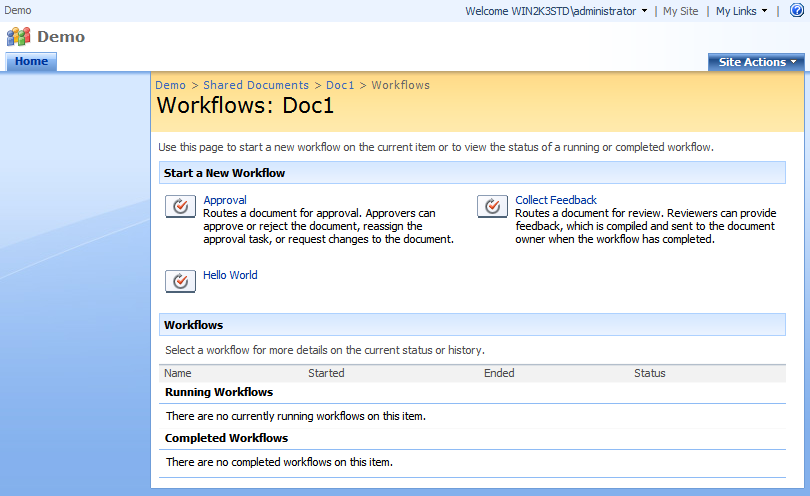 Demo Welcome WIN2K3STD\administrator | My Site | My Links |
Demo
Home Site Actions
Demo > Shared Documents > Doc1 > Workflows
Workflows: Doc1
Use this page to start a new workflow on the current item or to view the status of a running or completed workflow.
Start a New Workflow
Approval
Routes a document for approval. Approvers can
approve or reject the document, reassign the
approval task, or request changes to the document.
Collect Feedback
Routes a document for review. Reviewers can provide
feedback, which is compiled and sent to the document
owner when the workflow has completed.
Hello World
Workflows
Select a workflow for more details on the current status or history.
Name Started Ended Status
Running Workflows
There are no currently running workflows on this item.
Completed Workflows
There are no completed workflows on this item.